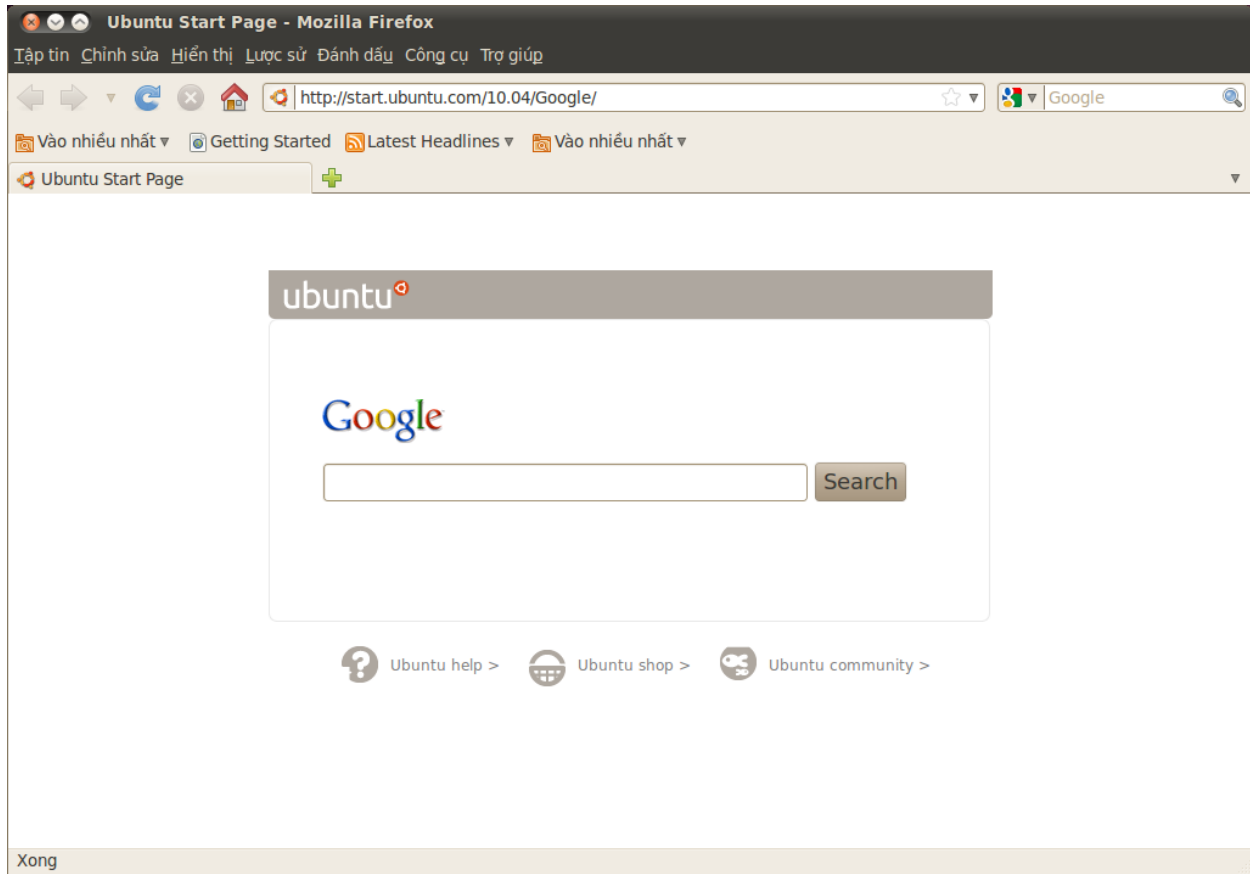 Ubuntu Start Page - Mozilla Firefox
Tập tin Chỉnh sửa Hiển thị Lược sử Đánh dấu Công cụ Trợ giúp
http://start.ubuntu.com/10.04/Google/ Google
Vào nhiều nhất Getting Started Latest Headlines Vào nhiều nhất
Ubuntu Start Page
ubuntu
Google
Search
Ubuntu help > Ubuntu shop > Ubuntu community >
Xong